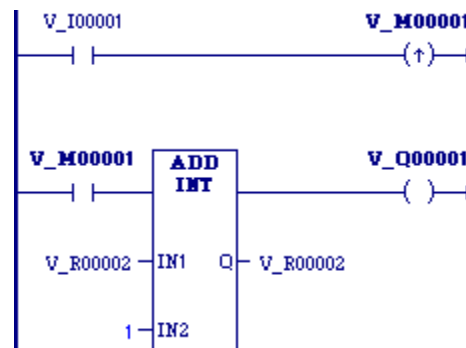 V_I00001 V_M00001
(↑)
V_M00001 ADD V_Q00001
INT
V_R00002 IN1 Q V_R00002
1 IN2